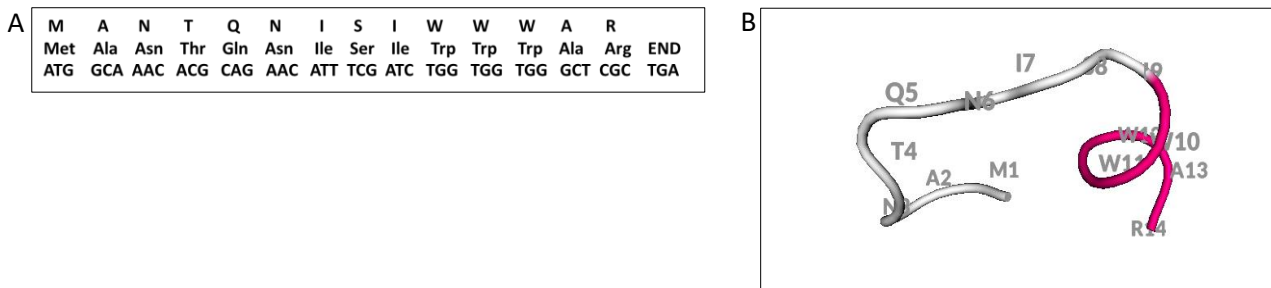 A
M A N T Q N I S I W W W A R
Met Ala Asn Thr Gln Asn Ile Ser Ile Trp Trp Trp Ala Arg END
ATG GCA AAC ACG CAG AAC ATT TCG ATC TGG TGG TGG GCT CGC TGA
B
I7
Q5
N6
T4
A2
M1
W11
A13
R14